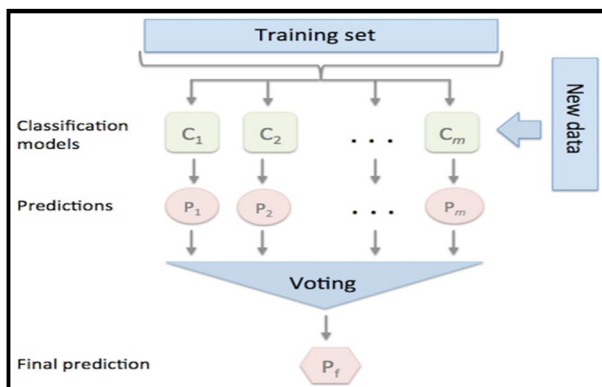 Training set
Classification
models
C1 C2 . . . Cm
New data
Predictions
P1 P2 . . . Pm
Voting
Final prediction
Pf